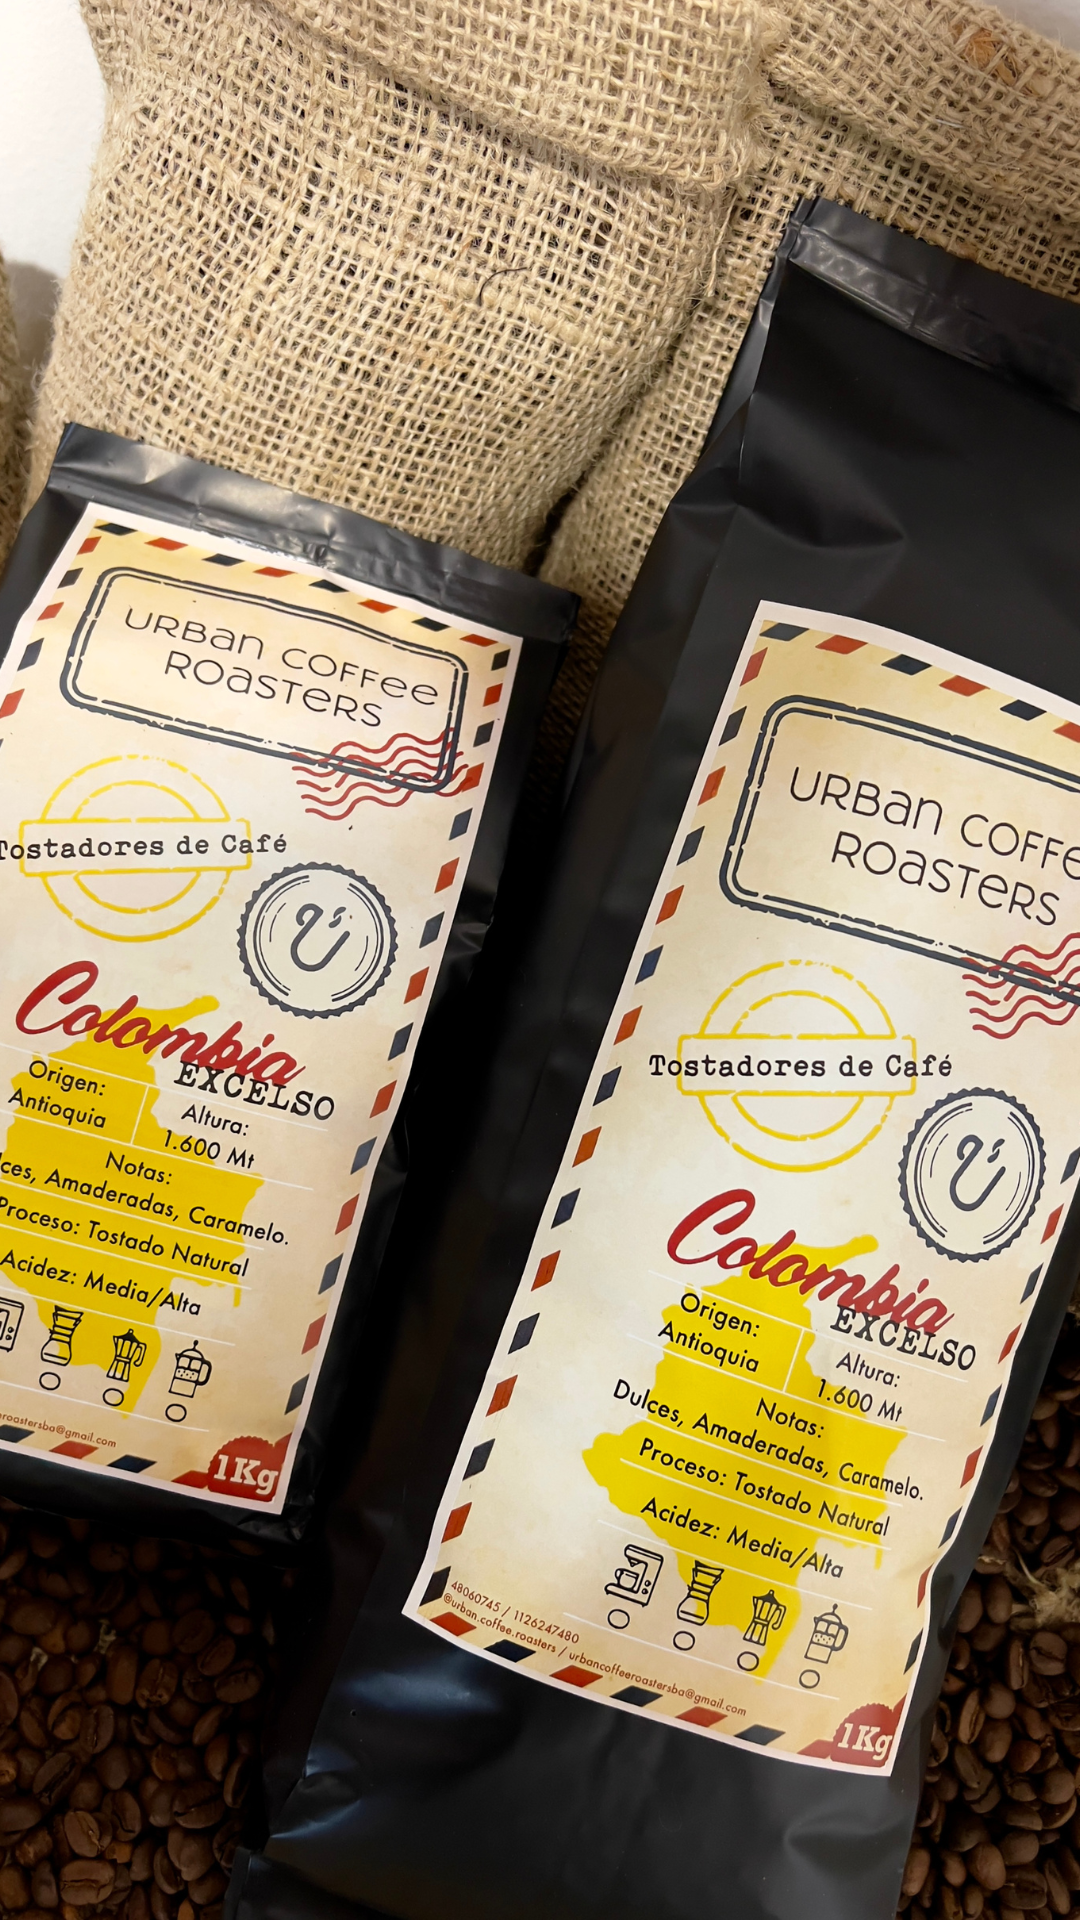 URBan COFFee
ROasTeRS
Tostadores de Café
Colombia
EXCELSO
Origen:
Antioquia
Altura:
1.600 Mt
Notas:
Amaderadas, Caramelo.
Proceso: Tostado Natural
Acidez: Media/Alta
1Kg
URBan
ROasTeRS
Tostadores de Café
Colombia
EXCELSO
Origen:
Antioquia
Altura:
1.600 Mt
Notas:
Dulces, Amaderadas, Caramelo.
Proceso: Tostado Natural
Acidez: Media/Alta
48060745 / 1126247480
@urban.coffee.roasters / urbancoffeeroastersba@gmail.com
1Kg